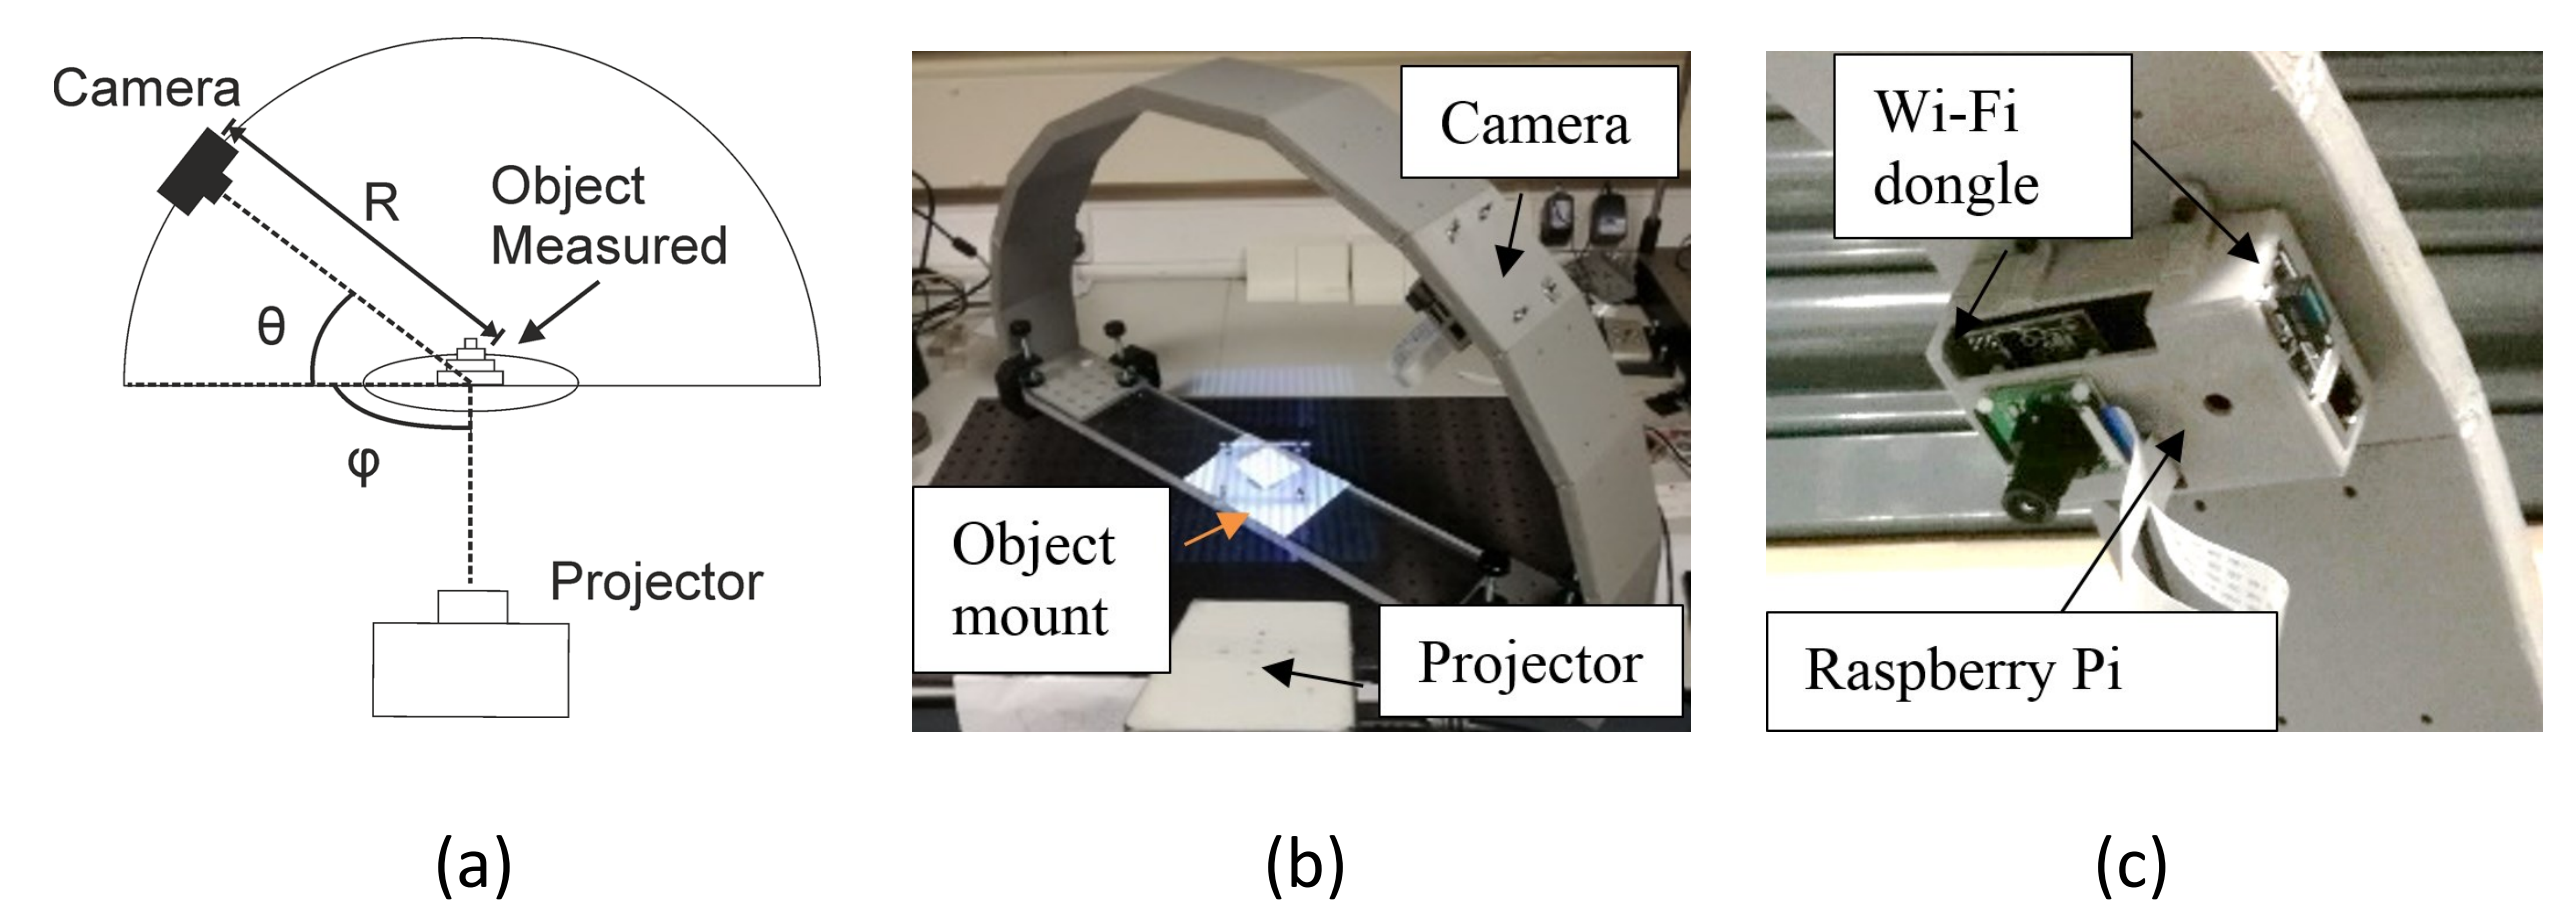 Camera
R
Object
Measured
θ
φ
Projector
(a)
Camera
Object
mount
Projector
(b)
Wi-Fi
dongle
Raspberry Pi
(c)